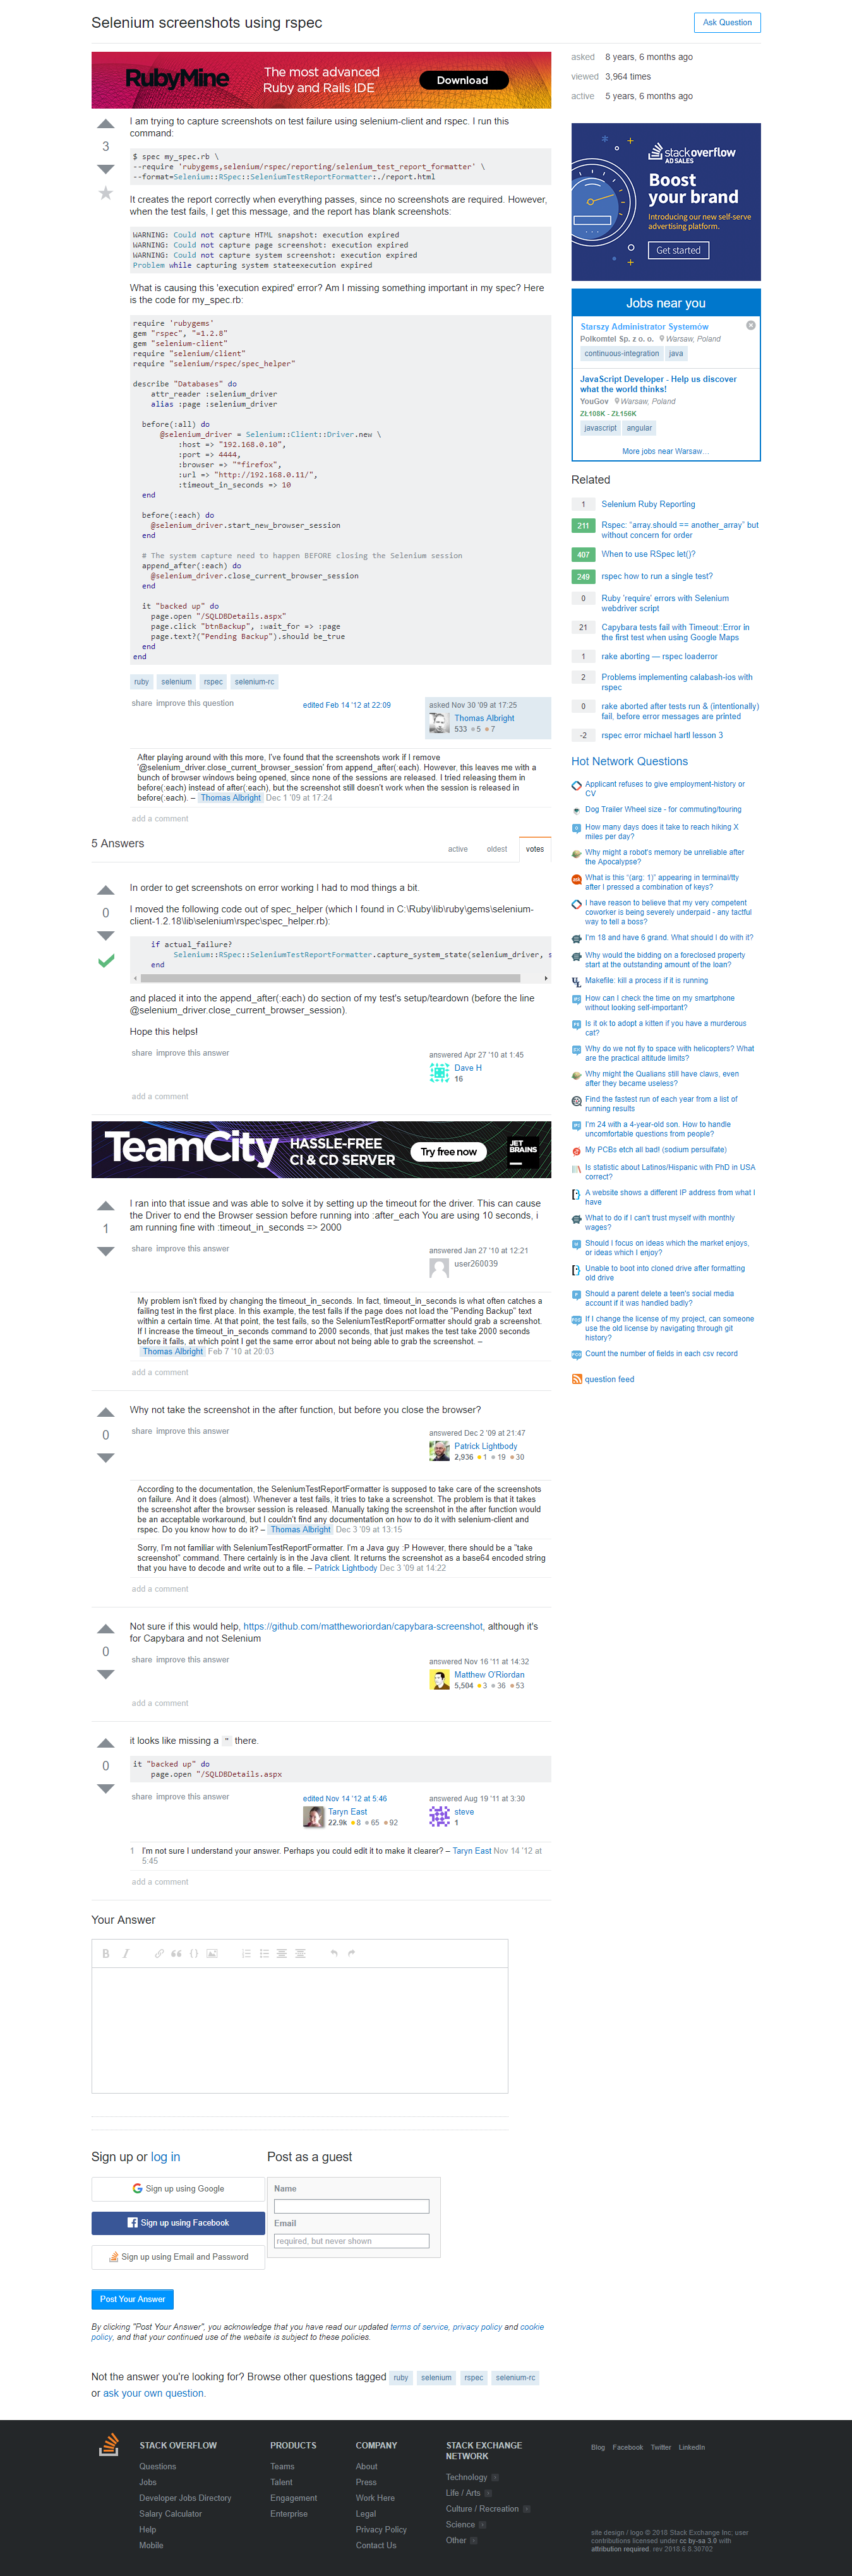 Selenium screenshots using rspec
Ask Question
RubyMine
The most advanced
Ruby and Rails IDE
Download
3
I am trying to capture screenshots on test failure using selenium-client and rspec. I run this
command:
$ spec my_spec.rb \
--require 'rubygems,selenium/rspec/reporting/selenium_test_report_formatter' \
--format=Selenium::RSpec::SeleniumTestReportFormatter:./report.html
It creates the report correctly when everything passes, since no screenshots are required. However,
when the test fails, I get this message, and the report has blank screenshots:
WARNING: Could not capture HTML snapshot: execution expired
WARNING: Could not capture page screenshot: execution expired
WARNING: Could not capture system screenshot: execution expired
Problem while capturing system stateexecution expired
What is causing this 'execution expired' error? Am I missing something important in my spec? Here
is the code for my_spec.rb:
require 'rubygems'
gem "rspec", "=1.2.8"
gem "selenium-client"
require "selenium/client"
require "selenium/rspec/spec_helper"
describe "Databases" do
attr_reader :selenium_driver
alias :page :selenium_driver
before(:all) do
@selenium_driver = Selenium::Client::Driver.new \
:host => "192.168.0.10",
:port => 4444,
:browser => "*firefox",
:url => "http://192.168.0.11/",
:timeout_in_seconds => 10
end
before(:each) do
@selenium_driver.start_new_browser_session
end
# The system capture need to happen BEFORE closing the Selenium session
append_after(:each) do
@selenium_driver.close_current_browser_session
end
it "backed up" do
page.open "/SQLDBDetails.aspx"
page.click "btnBackup", :wait_for => :page
page.text?("Pending Backup").should be_true
end
end
ruby selenium rspec selenium-rc
share improve this question
edited Feb 14 '12 at 22:09
asked Nov 30 '09 at 17:25
Thomas Albright
533 5 7
After playing around with this more, I've found that the screenshots work if I remove
'@selenium_driver.close_current_browser_session' from append_after(:each). However, this leaves me with a
bunch of browser windows being opened, since none of the sessions are released. I tried releasing them in
before(:each) instead of after(:each), but the screenshot still doesn't work when the session is released in
before(:each). – Thomas Albright Dec 1 '09 at 17:24
add a comment
5 Answers
active oldest votes
0
In order to get screenshots on error working I had to mod things a bit.
I moved the following code out of spec_helper (which I found in C:\Ruby\lib\ruby\gems\selenium-
client-1.2.18\lib\selenium\rspec\spec_helper.rb):
if actual_failure?
Selenium::RSpec::SeleniumTestReportFormatter.capture_system_state(selenium_driver, s
end
and placed it into the append_after(:each) do section of my test's setup/teardown (before the line
@selenium_driver.close_current_browser_session).
Hope this helps!
share improve this answer
answered Apr 27 '10 at 1:45
Dave H
16
add a comment
TeamCity
HASSLE-FREE
CI & CD SERVER
Try free now
JET
BRAINS
1
I ran into that issue and was able to solve it by setting up the timeout for the driver. This can cause
the Driver to end the Browser session before running into :after_each You are using 10 seconds, i
am running fine with :timeout_in_seconds => 2000
share improve this answer
answered Jan 27 '10 at 12:21
user260039
My problem isn't fixed by changing the timeout_in_seconds. In fact, timeout_in_seconds is what often catches a
failing test in the first place. In this example, the test fails if the page does not load the "Pending Backup" text
within a certain time. At that point, the test fails, so the SeleniumTestReportFormatter should grab a screenshot.
If I increase the timeout_in_seconds command to 2000 seconds, that just makes the test take 2000 seconds
before it fails, at which point I get the same error about not being able to grab the screenshot. –
Thomas Albright Feb 7 '10 at 20:03
add a comment
0
Why not take the screenshot in the after function, but before you close the browser?
share improve this answer
answered Dec 2 '09 at 21:47
Patrick Lightbody
2,936 1 19 30
According to the documentation, the SeleniumTestReportFormatter is supposed to take care of the screenshots
on failure. And it does (almost). Whenever a test fails, it tries to take a screenshot. The problem is that it takes
the screenshot after the browser session is released. Manually taking the screenshot in the after function would
be an acceptable workaround, but I couldn't find any documentation on how to do it with selenium-client and
rspec. Do you know how to do it? – Thomas Albright Dec 3 '09 at 13:15
Sorry, I'm not familiar with SeleniumTestReportFormatter. I'm a Java guy :P However, there should be a "take
screenshot" command. There certainly is in the Java client. It returns the screenshot as a base64 encoded string
that you have to decode and write out to a file. – Patrick Lightbody Dec 3 '09 at 14:22
add a comment
0
Not sure if this would help, https://github.com/mattheworiordan/capybara-screenshot, although it's
for Capybara and not Selenium
share improve this answer
answered Nov 16 '11 at 14:32
Matthew O'Riordan
5,504 3 36 53
add a comment
0
it looks like missing a " there.
it "backed up" do
page.open "/SQLDBDetails.aspx
share improve this answer
edited Nov 14 '12 at 5:46
Taryn East
22.9k 8 65 92
answered Aug 19 '11 at 3:30
steve
1
1 I'm not sure I understand your answer. Perhaps you could edit it to make it clearer? – Taryn East Nov 14 '12 at
5:45
add a comment
Your Answer
Sign up or log in
Sign up using Google
Sign up using Facebook
Sign up using Email and Password
Post as a guest
Name
Email
required, but never shown
Post Your Answer
By clicking "Post Your Answer", you acknowledge that you have read our updated terms of service, privacy policy and cookie
policy, and that your continued use of the website is subject to these policies.
Not the answer you're looking for? Browse other questions tagged ruby selenium rspec selenium-rc
or ask your own question.
asked 8 years, 6 months ago
viewed 3,964 times
active 5 years, 6 months ago
stackoverflow
AD SALES
Boost
your brand
Introducing our new self-serve
advertising platform.
Get started
Jobs near you
Starszy Administrator Systemów
Polkomtel Sp. z o. o. Warsaw, Poland
continuous-integration java
JavaScript Developer - Help us discover
what the world thinks!
YouGov Warsaw, Poland
ZŁ108K - ZŁ156K
javascript angular
More jobs near Warsaw…
Related
1 Selenium Ruby Reporting
211 Rspec: "array.should == another_array" but
without concern for order
407 When to use RSpec let()?
249 rspec how to run a single test?
0 Ruby 'require' errors with Selenium
webdriver script
21 Capybara tests fail with Timeout::Error in
the first test when using Google Maps
1 rake aborting — rspec loaderror
2 Problems implementing calabash-ios with
rspec
0 rake aborted after tests run & (intentionally)
fail, before error messages are printed
-2 rspec error michael hartl lesson 3
Hot Network Questions
Applicant refuses to give employment-history or
CV
Dog Trailer Wheel size - for commuting/touring
How many days does it take to reach hiking X
miles per day?
Why might a robot's memory be unreliable after
the Apocalypse?
What is this "(arg: 1)" appearing in terminal/tty
after I pressed a combination of keys?
I have reason to believe that my very competent
coworker is being severely underpaid - any tactful
way to tell a boss?
I'm 18 and have 6 grand. What should I do with it?
Why would the bidding on a foreclosed property
start at the outstanding amount of the loan?
Makefile: kill a process if it is running
How can I check the time on my smartphone
without looking self-important?
Is it ok to adopt a kitten if you have a murderous
cat?
Why do we not fly to space with helicopters? What
are the practical altitude limits?
Why might the Qualians still have claws, even
after they became useless?
Find the fastest run of each year from a list of
running results
I'm 24 with a 4-year-old son. How to handle
uncomfortable questions from people?
My PCBs etch all bad! (sodium persulfate)
Is statistic about Latinos/Hispanic with PhD in USA
correct?
A website shows a different IP address from what I
have
What to do if I can't trust myself with monthly
wages?
Should I focus on ideas which the market enjoys,
or ideas which I enjoy?
Unable to boot into cloned drive after formatting
old drive
Should a parent delete a teen's social media
account if it was handled badly?
If I change the license of my project, can someone
use the old license by navigating through git
history?
Count the number of fields in each csv record
question feed
STACK OVERFLOW
Questions
Jobs
Developer Jobs Directory
Salary Calculator
Help
Mobile
PRODUCTS
Teams
Talent
Engagement
Enterprise
COMPANY
About
Press
Work Here
Legal
Privacy Policy
Contact Us
STACK EXCHANGE
NETWORK
Technology
Life / Arts
Culture / Recreation
Science
Other
Blog Facebook Twitter LinkedIn
site design / logo © 2018 Stack Exchange Inc; user
contributions licensed under cc by-sa 3.0 with
attribution required. rev 2018.6.8.30702